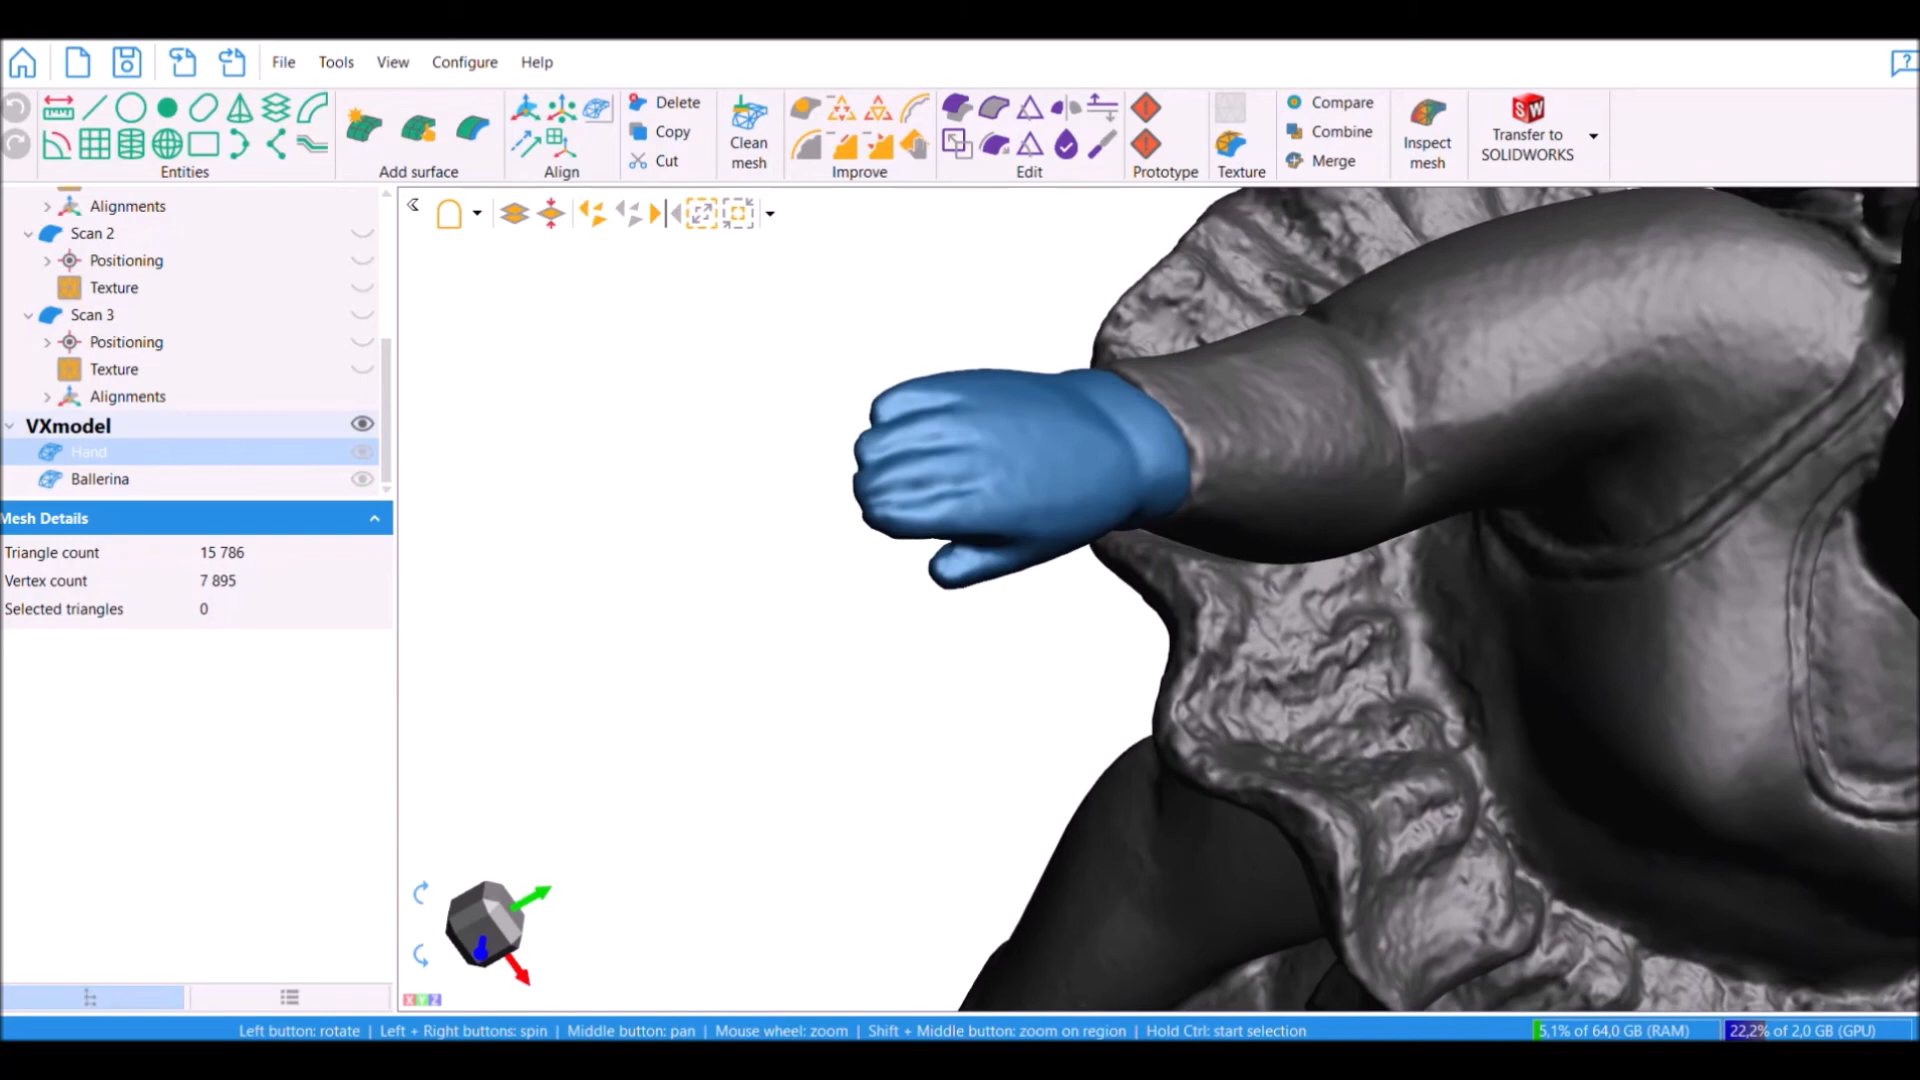 File Tools View Configure Help
Delete
Copy
Cut
Clean mesh
Compare
Combine
Merge
Inspect mesh
SW
Transfer to SOLIDWORKS
Entities Add surface Align Improve Edit Prototype Texture
Alignments
Scan 2
Positioning
Texture
Scan 3
Positioning
Texture
Alignments
VXmodel
Hand
Ballerina
Mesh Details
Triangle count 15 786
Vertex count 7 895
Selected triangles 0
X Y Z
Left button: rotate | Left + Right buttons: spin | Middle button: pan | Mouse wheel: zoom | Shift + Middle button: zoom on region | Hold Ctrl: start selection
5,1% of 64,0 GB (RAM) 22,2% of 2,0 GB (GPU)